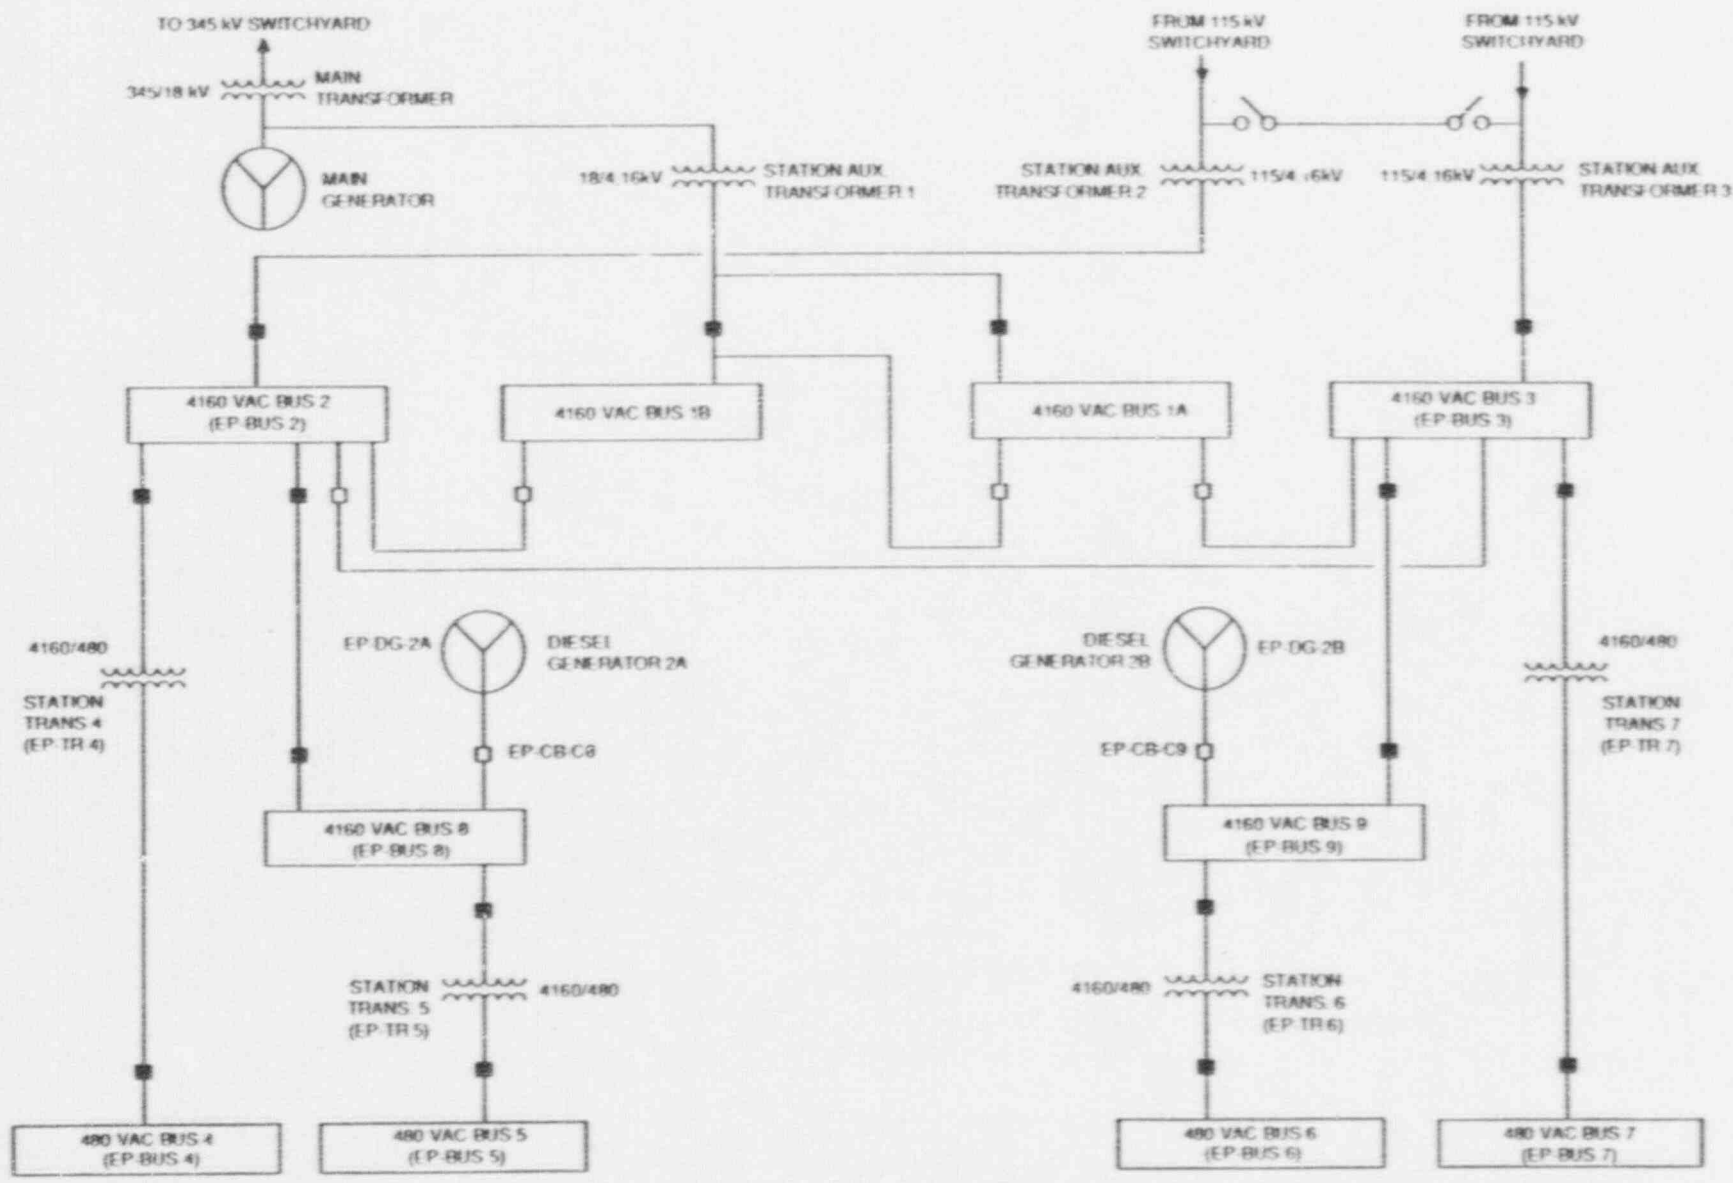 TO 345 kV SWITCHYARD
FROM 115 kV
SWITCHYARD
FROM 115 kV
SWITCHYARD
345/18 kV
MAIN
TRANSFORMER
MAIN
GENERATOR
18/4.16kV
STATION AUX.
TRANSFORMER 1
STATION AUX.
TRANSFORMER 2
115/4.16kV
115/4.16kV
STATION AUX.
TRANSFORMER 3
4160 VAC BUS 2
(EP-BUS 2)
4160 VAC BUS 1B
4160 VAC BUS 1A
4160 VAC BUS 3
(EP-BUS 3)
4160/480
STATION
TRANS 4
(EP-TR 4)
EP-DG-2A
DIESEL
GENERATOR 2A
EP-CB-C8
DIESEL
GENERATOR 2B
EP-DG-2B
EP-CB-C9
4160/480
STATION
TRANS 7
(EP-TR 7)
4160 VAC BUS 8
(EP-BUS 8)
4160 VAC BUS 9
(EP-BUS 9)
STATION
TRANS. 5
(EP-TR 5)
4160/480
4160/480
STATION
TRANS. 6
(EP-TR 6)
480 VAC BUS 4
(EP-BUS 4)
480 VAC BUS 5
(EP-BUS 5)
480 VAC BUS 6
(EP-BUS 6)
480 VAC BUS 7
(EP-BUS 7)